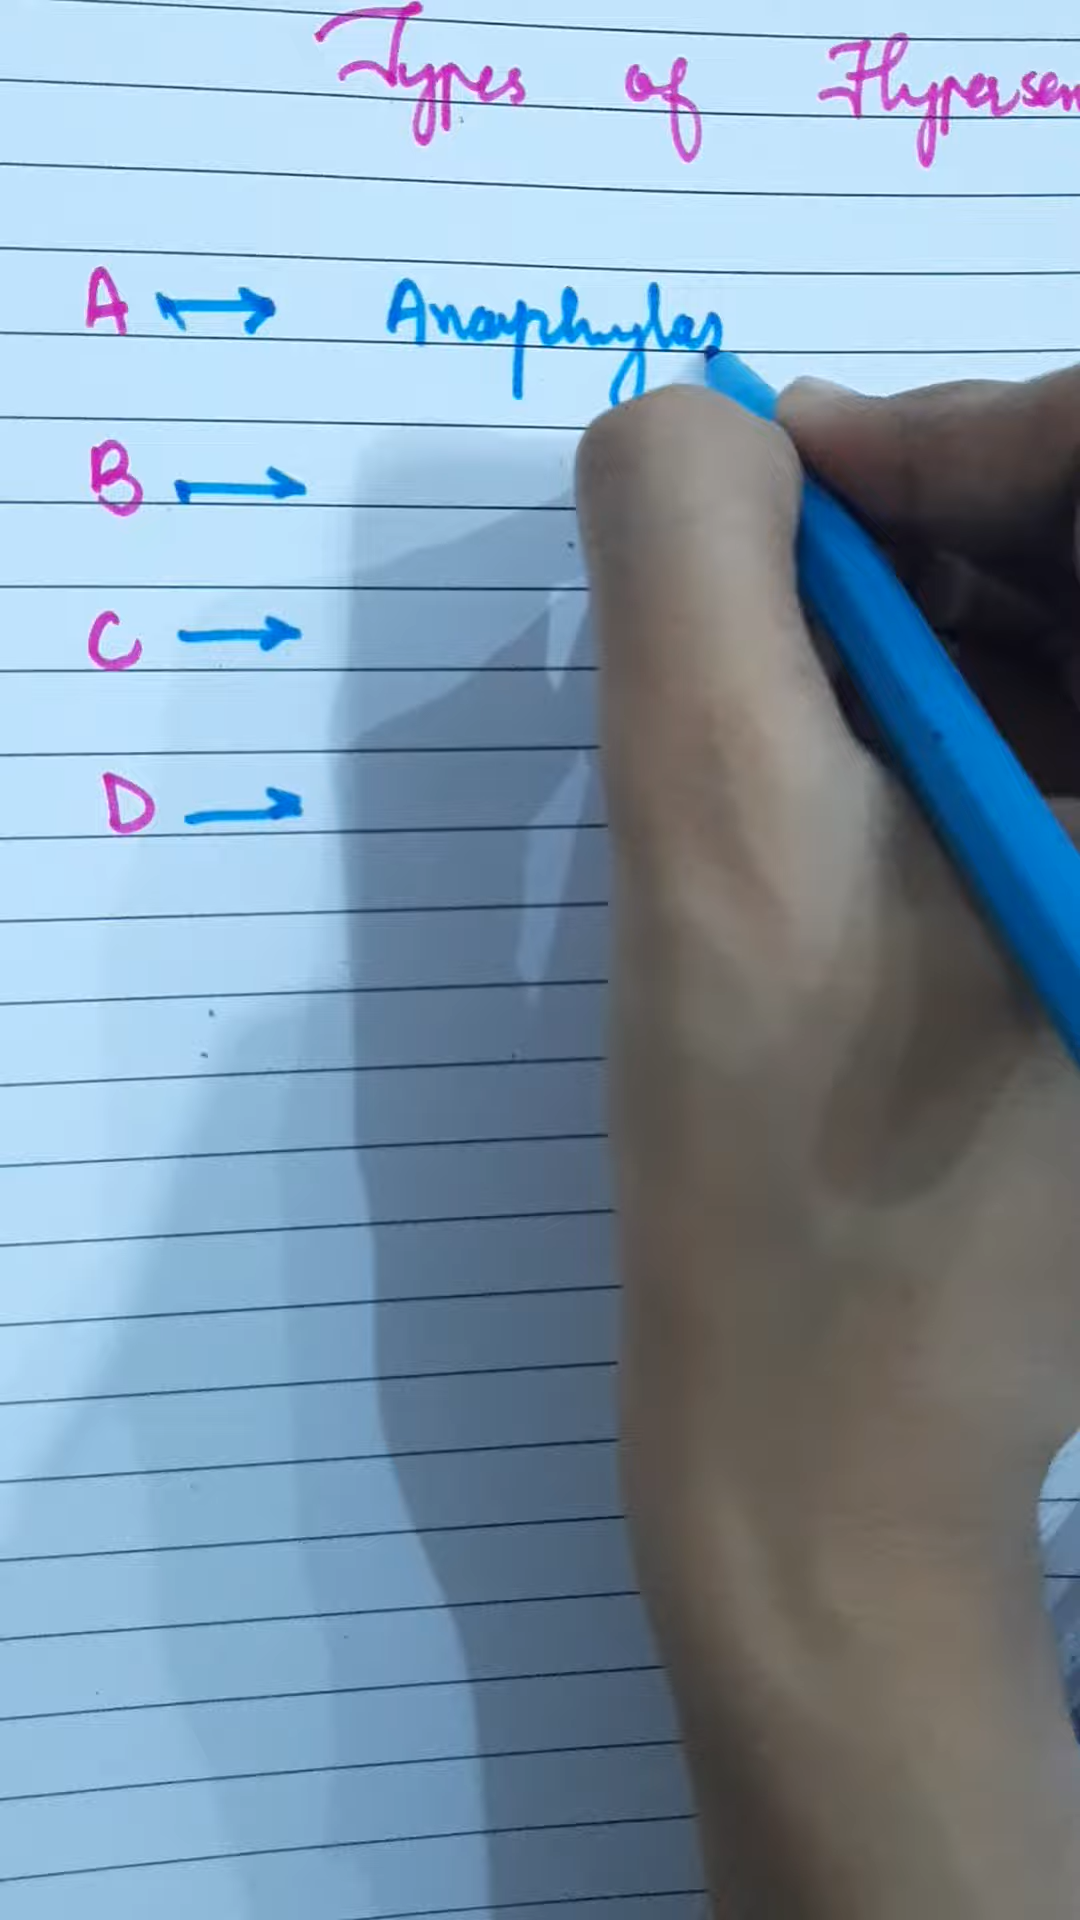 Types of Hypersen
A → Anaphylas
B →
C →
D →